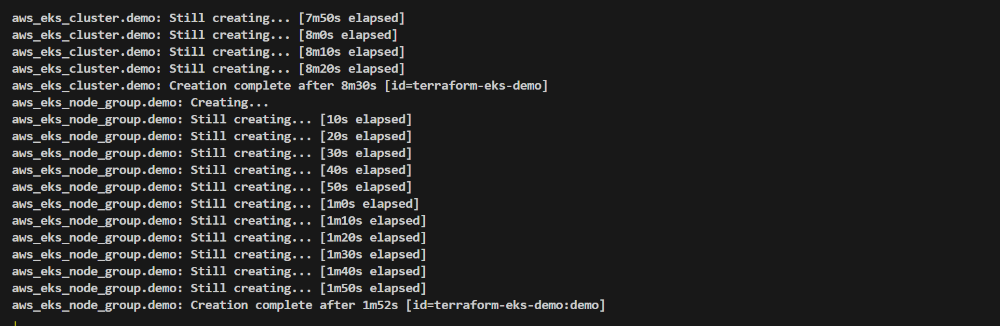 aws_eks_cluster.demo: Still creating... [7m50s elapsed]
aws_eks_cluster.demo: Still creating... [8m0s elapsed]
aws_eks_cluster.demo: Still creating... [8m10s elapsed]
aws_eks_cluster.demo: Still creating... [8m20s elapsed]
aws_eks_cluster.demo: Creation complete after 8m30s [id=terraform-eks-demo]
aws_eks_node_group.demo: Creating...
aws_eks_node_group.demo: Still creating... [10s elapsed]
aws_eks_node_group.demo: Still creating... [20s elapsed]
aws_eks_node_group.demo: Still creating... [30s elapsed]
aws_eks_node_group.demo: Still creating... [40s elapsed]
aws_eks_node_group.demo: Still creating... [50s elapsed]
aws_eks_node_group.demo: Still creating... [1m0s elapsed]
aws_eks_node_group.demo: Still creating... [1m10s elapsed]
aws_eks_node_group.demo: Still creating... [1m20s elapsed]
aws_eks_node_group.demo: Still creating... [1m30s elapsed]
aws_eks_node_group.demo: Still creating... [1m40s elapsed]
aws_eks_node_group.demo: Still creating... [1m50s elapsed]
aws_eks_node_group.demo: Creation complete after 1m52s [id=terraform-eks-demo:demo]